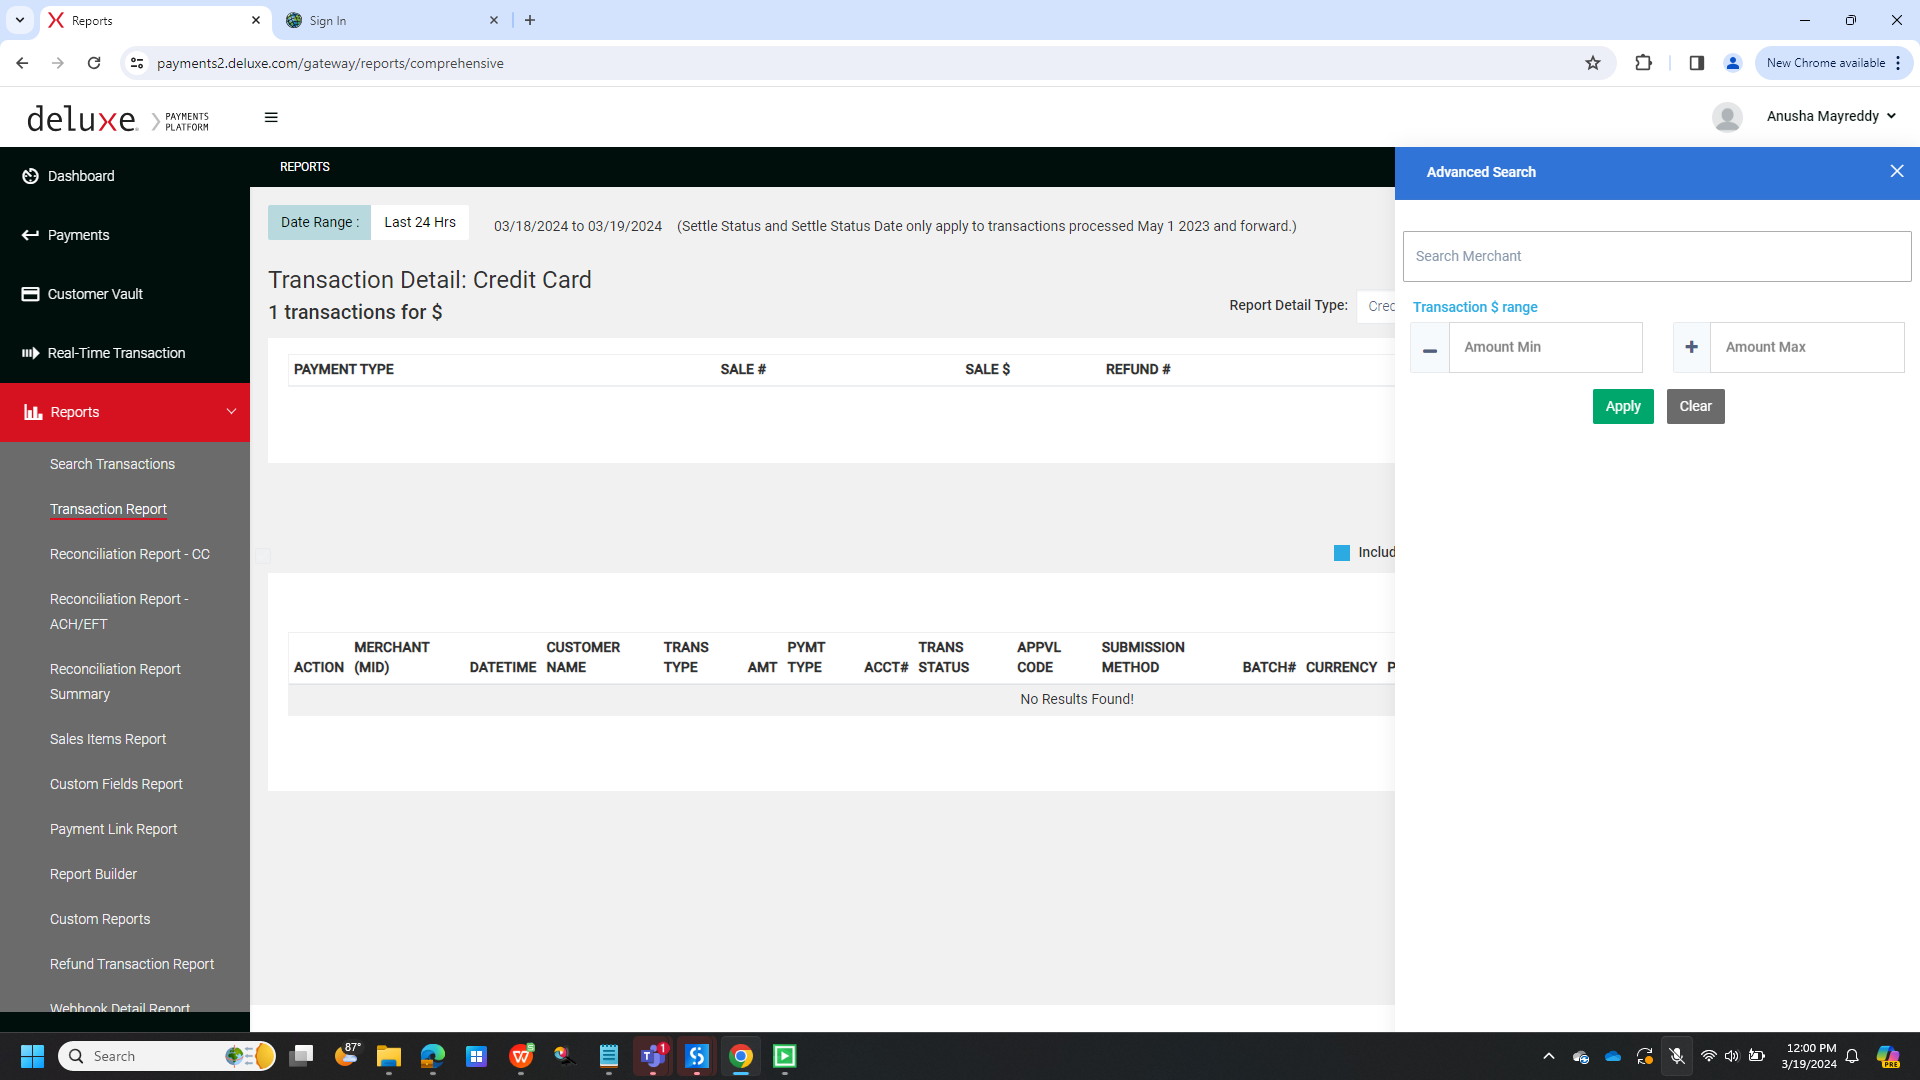 Reports
Sign In
payments2.deluxe.com/gateway/reports/comprehensive
New Chrome available
deluxe. PAYMENTS PLATFORM
Anusha Mayreddy
Dashboard
Payments
Customer Vault
Real-Time Transaction
Reports
Search Transactions
Transaction Report
Reconciliation Report - CC
Reconciliation Report -
ACH/EFT
Reconciliation Report
Summary
Sales Items Report
Custom Fields Report
Payment Link Report
Report Builder
Custom Reports
Refund Transaction Report
Webhook Detail Report
REPORTS
Date Range : Last 24 Hrs 03/18/2024 to 03/19/2024 (Settle Status and Settle Status Date only apply to transactions processed May 1 2023 and forward.)
Transaction Detail: Credit Card
1 transactions for $
Report Detail Type: Crec
PAYMENT TYPE SALE # SALE $ REFUND #
Includ
MERCHANT CUSTOMER TRANS PYMT TRANS APPVL SUBMISSION
ACTION (MID) DATETIME NAME TYPE AMT TYPE ACCT# STATUS CODE METHOD BATCH# CURRENCY P
No Results Found!
Advanced Search
Search Merchant
Transaction $ range
Amount Min
Amount Max
Apply Clear
Search
87°
1
12:00 PM
3/19/2024
PRE